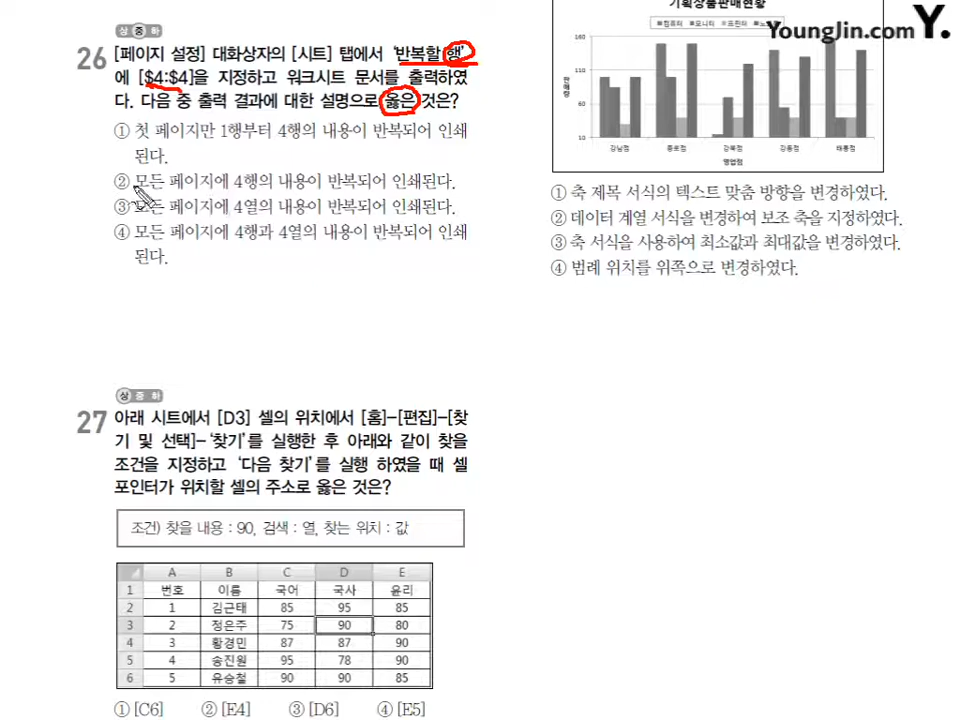 상 중 하
26 [페이지 설정] 대화상자의 [시트] 탭에서 '반복할 행'
에 [$4:$4]을 지정하고 워크시트 문서를 출력하였
다. 다음 중 출력 결과에 대한 설명으로 옳은 것은?
① 첫 페이지만 1행부터 4행의 내용이 반복되어 인쇄
된다.
② 모든 페이지에 4행의 내용이 반복되어 인쇄된다.
③ 모든 페이지에 4열의 내용이 반복되어 인쇄된다.
④ 모든 페이지에 4행과 4열의 내용이 반복되어 인쇄
된다.
상 중 하
27 아래 시트에서 [D3] 셀의 위치에서 [홈]-[편집]-[찾
기 및 선택]-'찾기'를 실행한 후 아래와 같이 찾을
조건을 지정하고 '다음 찾기'를 실행 하였을 때 셀
포인터가 위치할 셀의 주소로 옳은 것은?
조건) 찾을 내용 : 90, 검색 : 열, 찾는 위치 : 값
A B C D E
1 번호 이름 국어 국사 윤리
2 1 김근태 85 95 85
3 2 정은주 75 90 80
4 3 황경민 87 87 90
5 4 송진원 95 78 90
6 5 유승철 90 90 85
① [C6] ② [E4] ③ [D6] ④ [E5]
기획상품판매현황
컴퓨터 모니터 프린터
YoungJin.com Y.
160
110
60
10
판매량
강남점 종로점 강북점 강동점
영업점
① 축 제목 서식의 텍스트 맞춤 방향을 변경하였다.
② 데이터 계열 서식을 변경하여 보조 축을 지정하였다.
③ 축 서식을 사용하여 최소값과 최대값을 변경하였다.
④ 범례 위치를 위쪽으로 변경하였다.